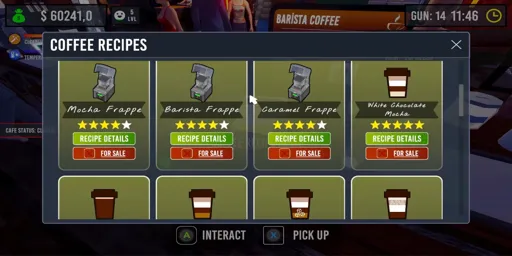 $ 60241,0
5
LVL
BARİSTA COFFEE
GUN: 14 11:46
COFFEE RECIPES
CAFE STATUS:
Mocha Frappe
Barista Frappe
Caramel Frappe
White Chocolate
Mocha
RECIPE DETAILS
RECIPE DETAILS
RECIPE DETAILS
RECIPE DETAILS
FOR SALE
FOR SALE
FOR SALE
FOR SALE
A INTERACT
X PICK UP